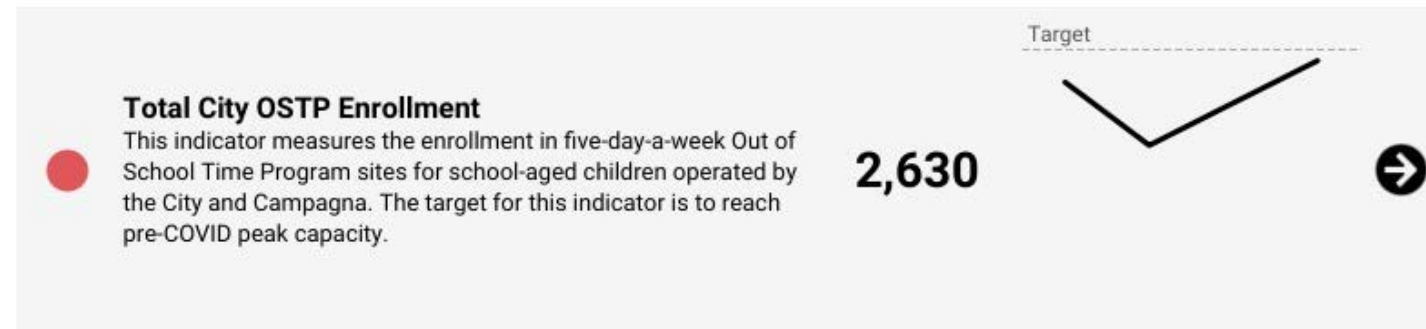 Target
Total City OSTP Enrollment
This indicator measures the enrollment in five-day-a-week Out of
School Time Program sites for school-aged children operated by
the City and Campagna. The target for this indicator is to reach
pre-COVID peak capacity.
2,630